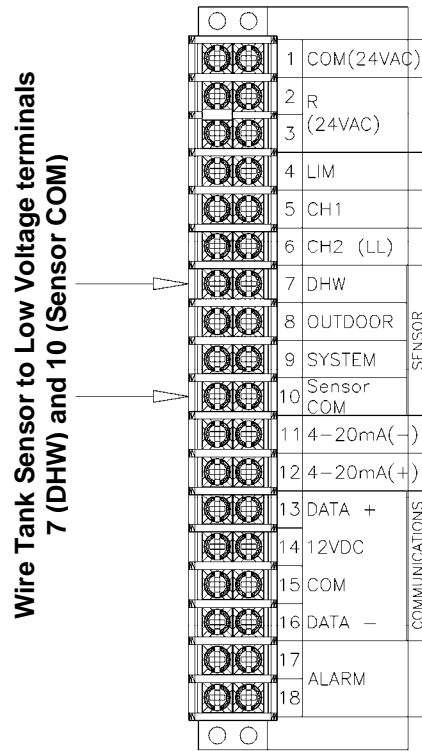 Wire Tank Sensor to Low Voltage terminals
7 (DHW) and 10 (Sensor COM)
1 COM(24VAC)
2 R
3 (24VAC)
4 LIM
5 CH1
6 CH2 (LL)
7 DHW
8 OUTDOOR
9 SYSTEM
10 Sensor
COM
SENSOR
11 4-20mA(-)
12 4-20mA(+)
13 DATA +
14 12VDC
15 COM
16 DATA -
COMMUNICATIONS
17
ALARM
18